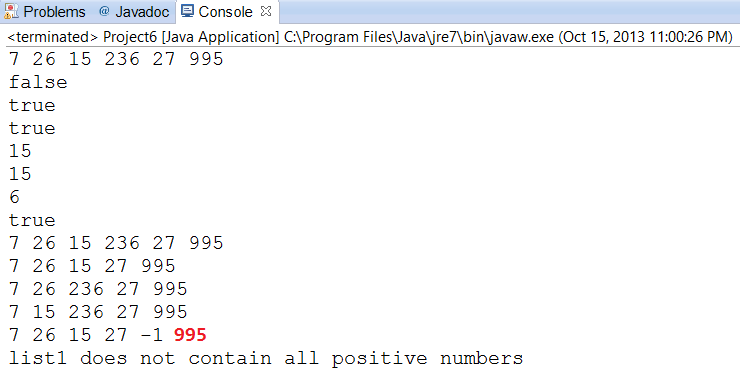 Problems @ Javadoc Console
<terminated> Project6 [Java Application] C:\Program Files\Java\jre7\bin\javaw.exe (Oct 15, 2013 11:00:26 PM)
7 26 15 236 27 995
false
true
true
15
15
6
true
7 26 15 236 27 995
7 26 15 27 995
7 26 236 27 995
7 15 236 27 995
7 26 15 27 -1 995
list1 does not contain all positive numbers